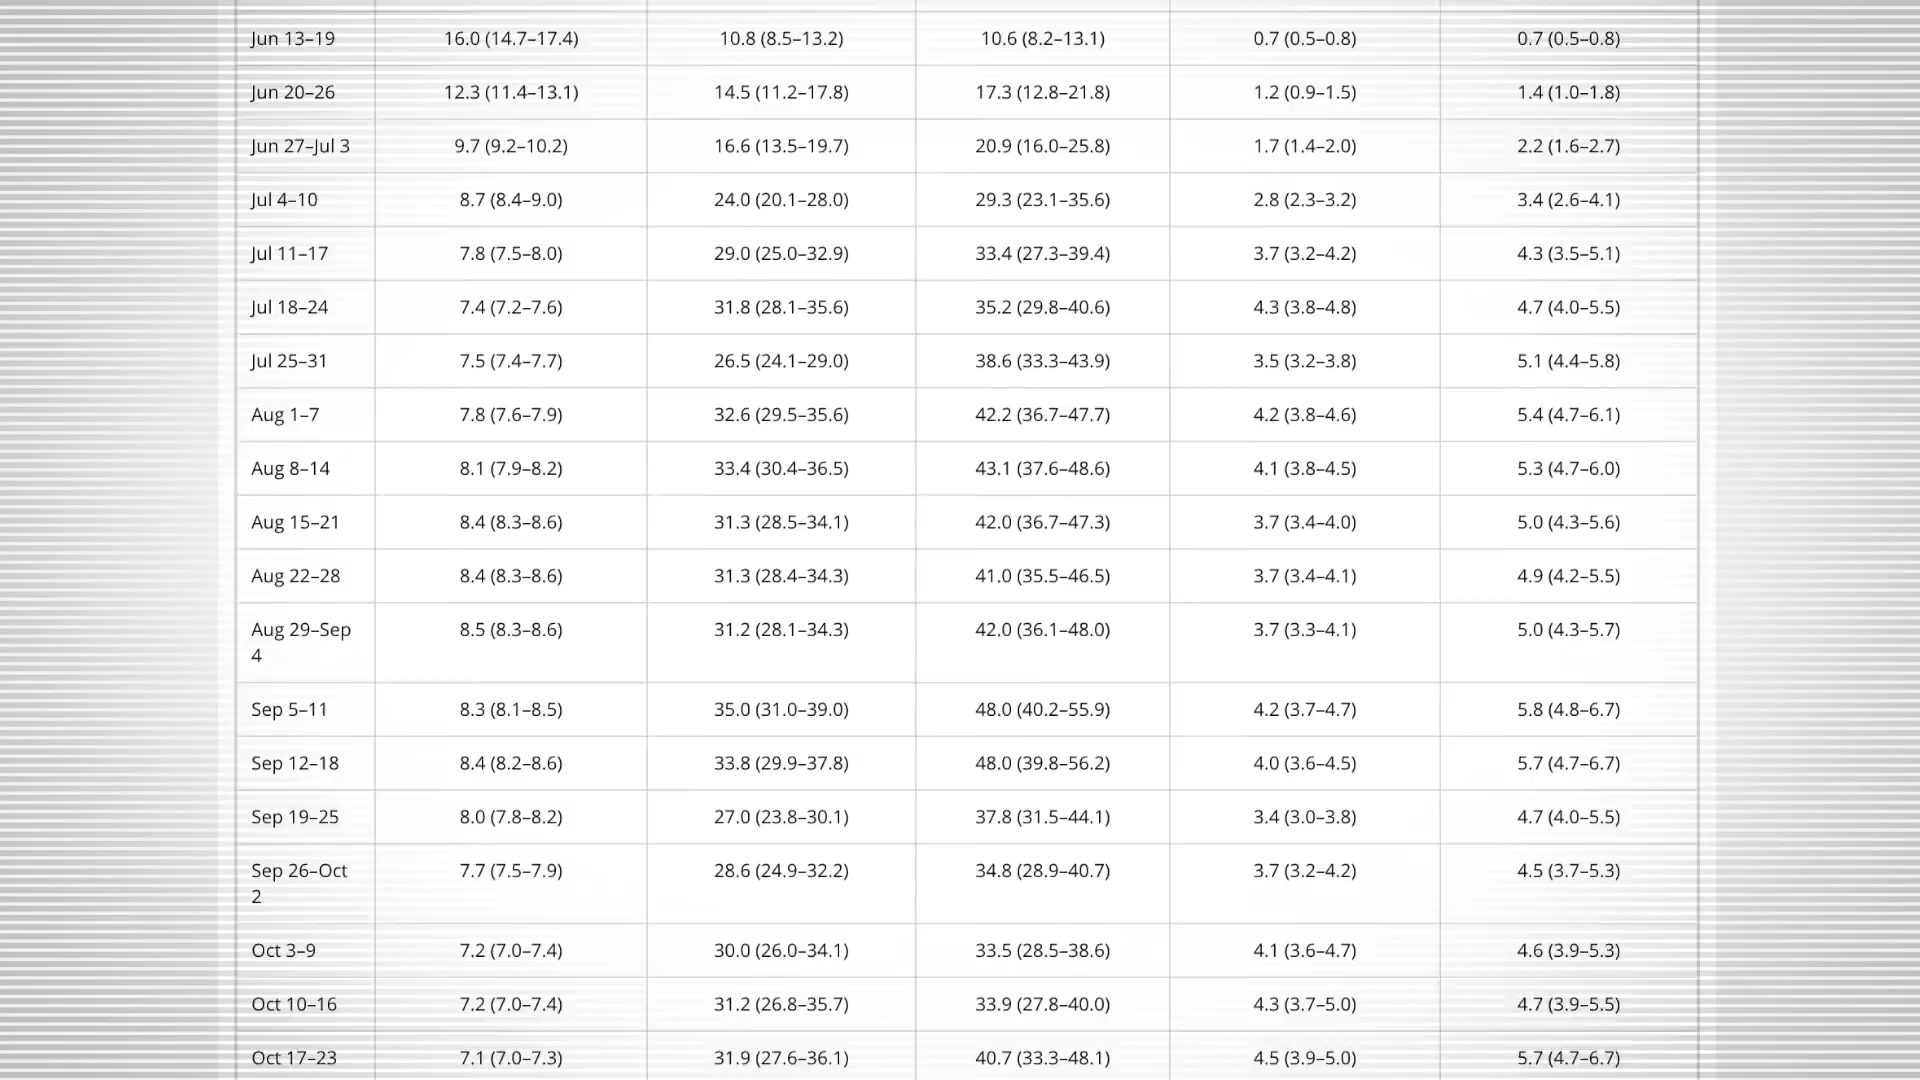 Jun 13–19 16.0 (14.7–17.4) 10.8 (8.5–13.2) 10.6 (8.2–13.1) 0.7 (0.5–0.8) 0.7 (0.5–0.8)
Jun 20–26 12.3 (11.4–13.1) 14.5 (11.2–17.8) 17.3 (12.8–21.8) 1.2 (0.9–1.5) 1.4 (1.0–1.8)
Jun 27–Jul 3 9.7 (9.2–10.2) 16.6 (13.5–19.7) 20.9 (16.0–25.8) 1.7 (1.4–2.0) 2.2 (1.6–2.7)
Jul 4–10 8.7 (8.4–9.0) 24.0 (20.1–28.0) 29.3 (23.1–35.6) 2.8 (2.3–3.2) 3.4 (2.6–4.1)
Jul 11–17 7.8 (7.5–8.0) 29.0 (25.0–32.9) 33.4 (27.3–39.4) 3.7 (3.2–4.2) 4.3 (3.5–5.1)
Jul 18–24 7.4 (7.2–7.6) 31.8 (28.1–35.6) 35.2 (29.8–40.6) 4.3 (3.8–4.8) 4.7 (4.0–5.5)
Jul 25–31 7.5 (7.4–7.7) 26.5 (24.1–29.0) 38.6 (33.3–43.9) 3.5 (3.2–3.8) 5.1 (4.4–5.8)
Aug 1–7 7.8 (7.6–7.9) 32.6 (29.5–35.6) 42.2 (36.7–47.7) 4.2 (3.8–4.6) 5.4 (4.7–6.1)
Aug 8–14 8.1 (7.9–8.2) 33.4 (30.4–36.5) 43.1 (37.6–48.6) 4.1 (3.8–4.5) 5.3 (4.7–6.0)
Aug 15–21 8.4 (8.3–8.6) 31.3 (28.5–34.1) 42.0 (36.7–47.3) 3.7 (3.4–4.0) 5.0 (4.3–5.6)
Aug 22–28 8.4 (8.3–8.6) 31.3 (28.4–34.3) 41.0 (35.5–46.5) 3.7 (3.4–4.1) 4.9 (4.2–5.5)
Aug 29–Sep 8.5 (8.3–8.6) 31.2 (28.1–34.3) 42.0 (36.1–48.0) 3.7 (3.3–4.1) 5.0 (4.3–5.7)
4
Sep 5–11 8.3 (8.1–8.5) 35.0 (31.0–39.0) 48.0 (40.2–55.9) 4.2 (3.7–4.7) 5.8 (4.8–6.7)
Sep 12–18 8.4 (8.2–8.6) 33.8 (29.9–37.8) 48.0 (39.8–56.2) 4.0 (3.6–4.5) 5.7 (4.7–6.7)
Sep 19–25 8.0 (7.8–8.2) 27.0 (23.8–30.1) 37.8 (31.5–44.1) 3.4 (3.0–3.8) 4.7 (4.0–5.5)
Sep 26–Oct 7.7 (7.5–7.9) 28.6 (24.9–32.2) 34.8 (28.9–40.7) 3.7 (3.2–4.2) 4.5 (3.7–5.3)
2
Oct 3–9 7.2 (7.0–7.4) 30.0 (26.0–34.1) 33.5 (28.5–38.6) 4.1 (3.6–4.7) 4.6 (3.9–5.3)
Oct 10–16 7.2 (7.0–7.4) 31.2 (26.8–35.7) 33.9 (27.8–40.0) 4.3 (3.7–5.0) 4.7 (3.9–5.5)
Oct 17–23 7.1 (7.0–7.3) 31.9 (27.6–36.1) 40.7 (33.3–48.1) 4.5 (3.9–5.0) 5.7 (4.7–6.7)